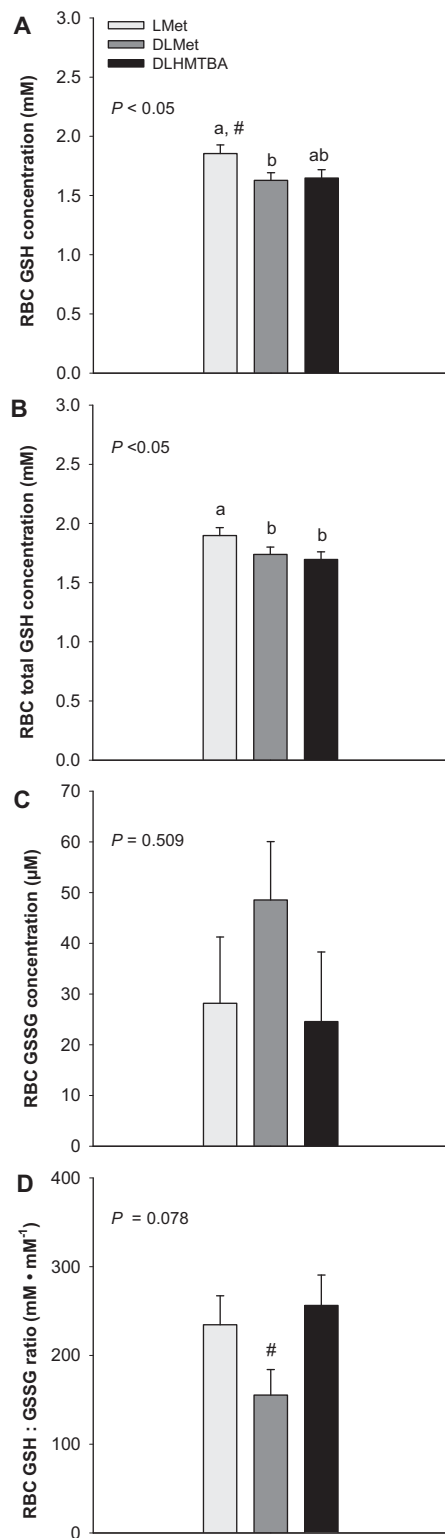 A
LMet
DLMet
DLHMTBA
P < 0.05
a, #
b
ab
RBC GSH concentration (mM)
3.0
2.5
2.0
1.5
1.0
0.5
0.0
B
P <0.05
a
b
b
RBC total GSH concentration (mM)
3.0
2.5
2.0
1.5
1.0
0.5
0.0
C
P = 0.509
RBC GSSG concentration (µM)
70
60
50
40
30
20
10
0
D
P = 0.078
#
RBC GSH : GSSG ratio (mM • mM⁻¹)
400
300
200
100
0